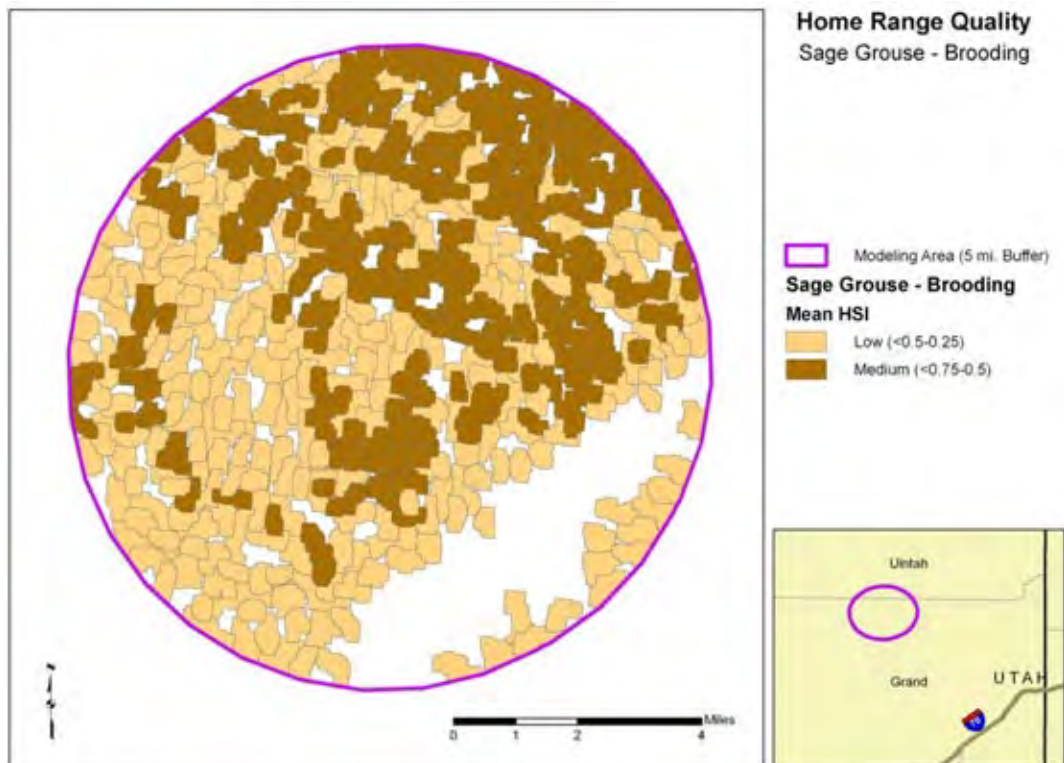 Home Range Quality
Sage Grouse - Brooding
Modeling Area (5 mi. Buffer)
Sage Grouse - Brooding
Mean HSI
Low (<0.5-0.25)
Medium (<0.75-0.5)
Miles
0 1 2 4
Uintah
Grand
UTAH
70